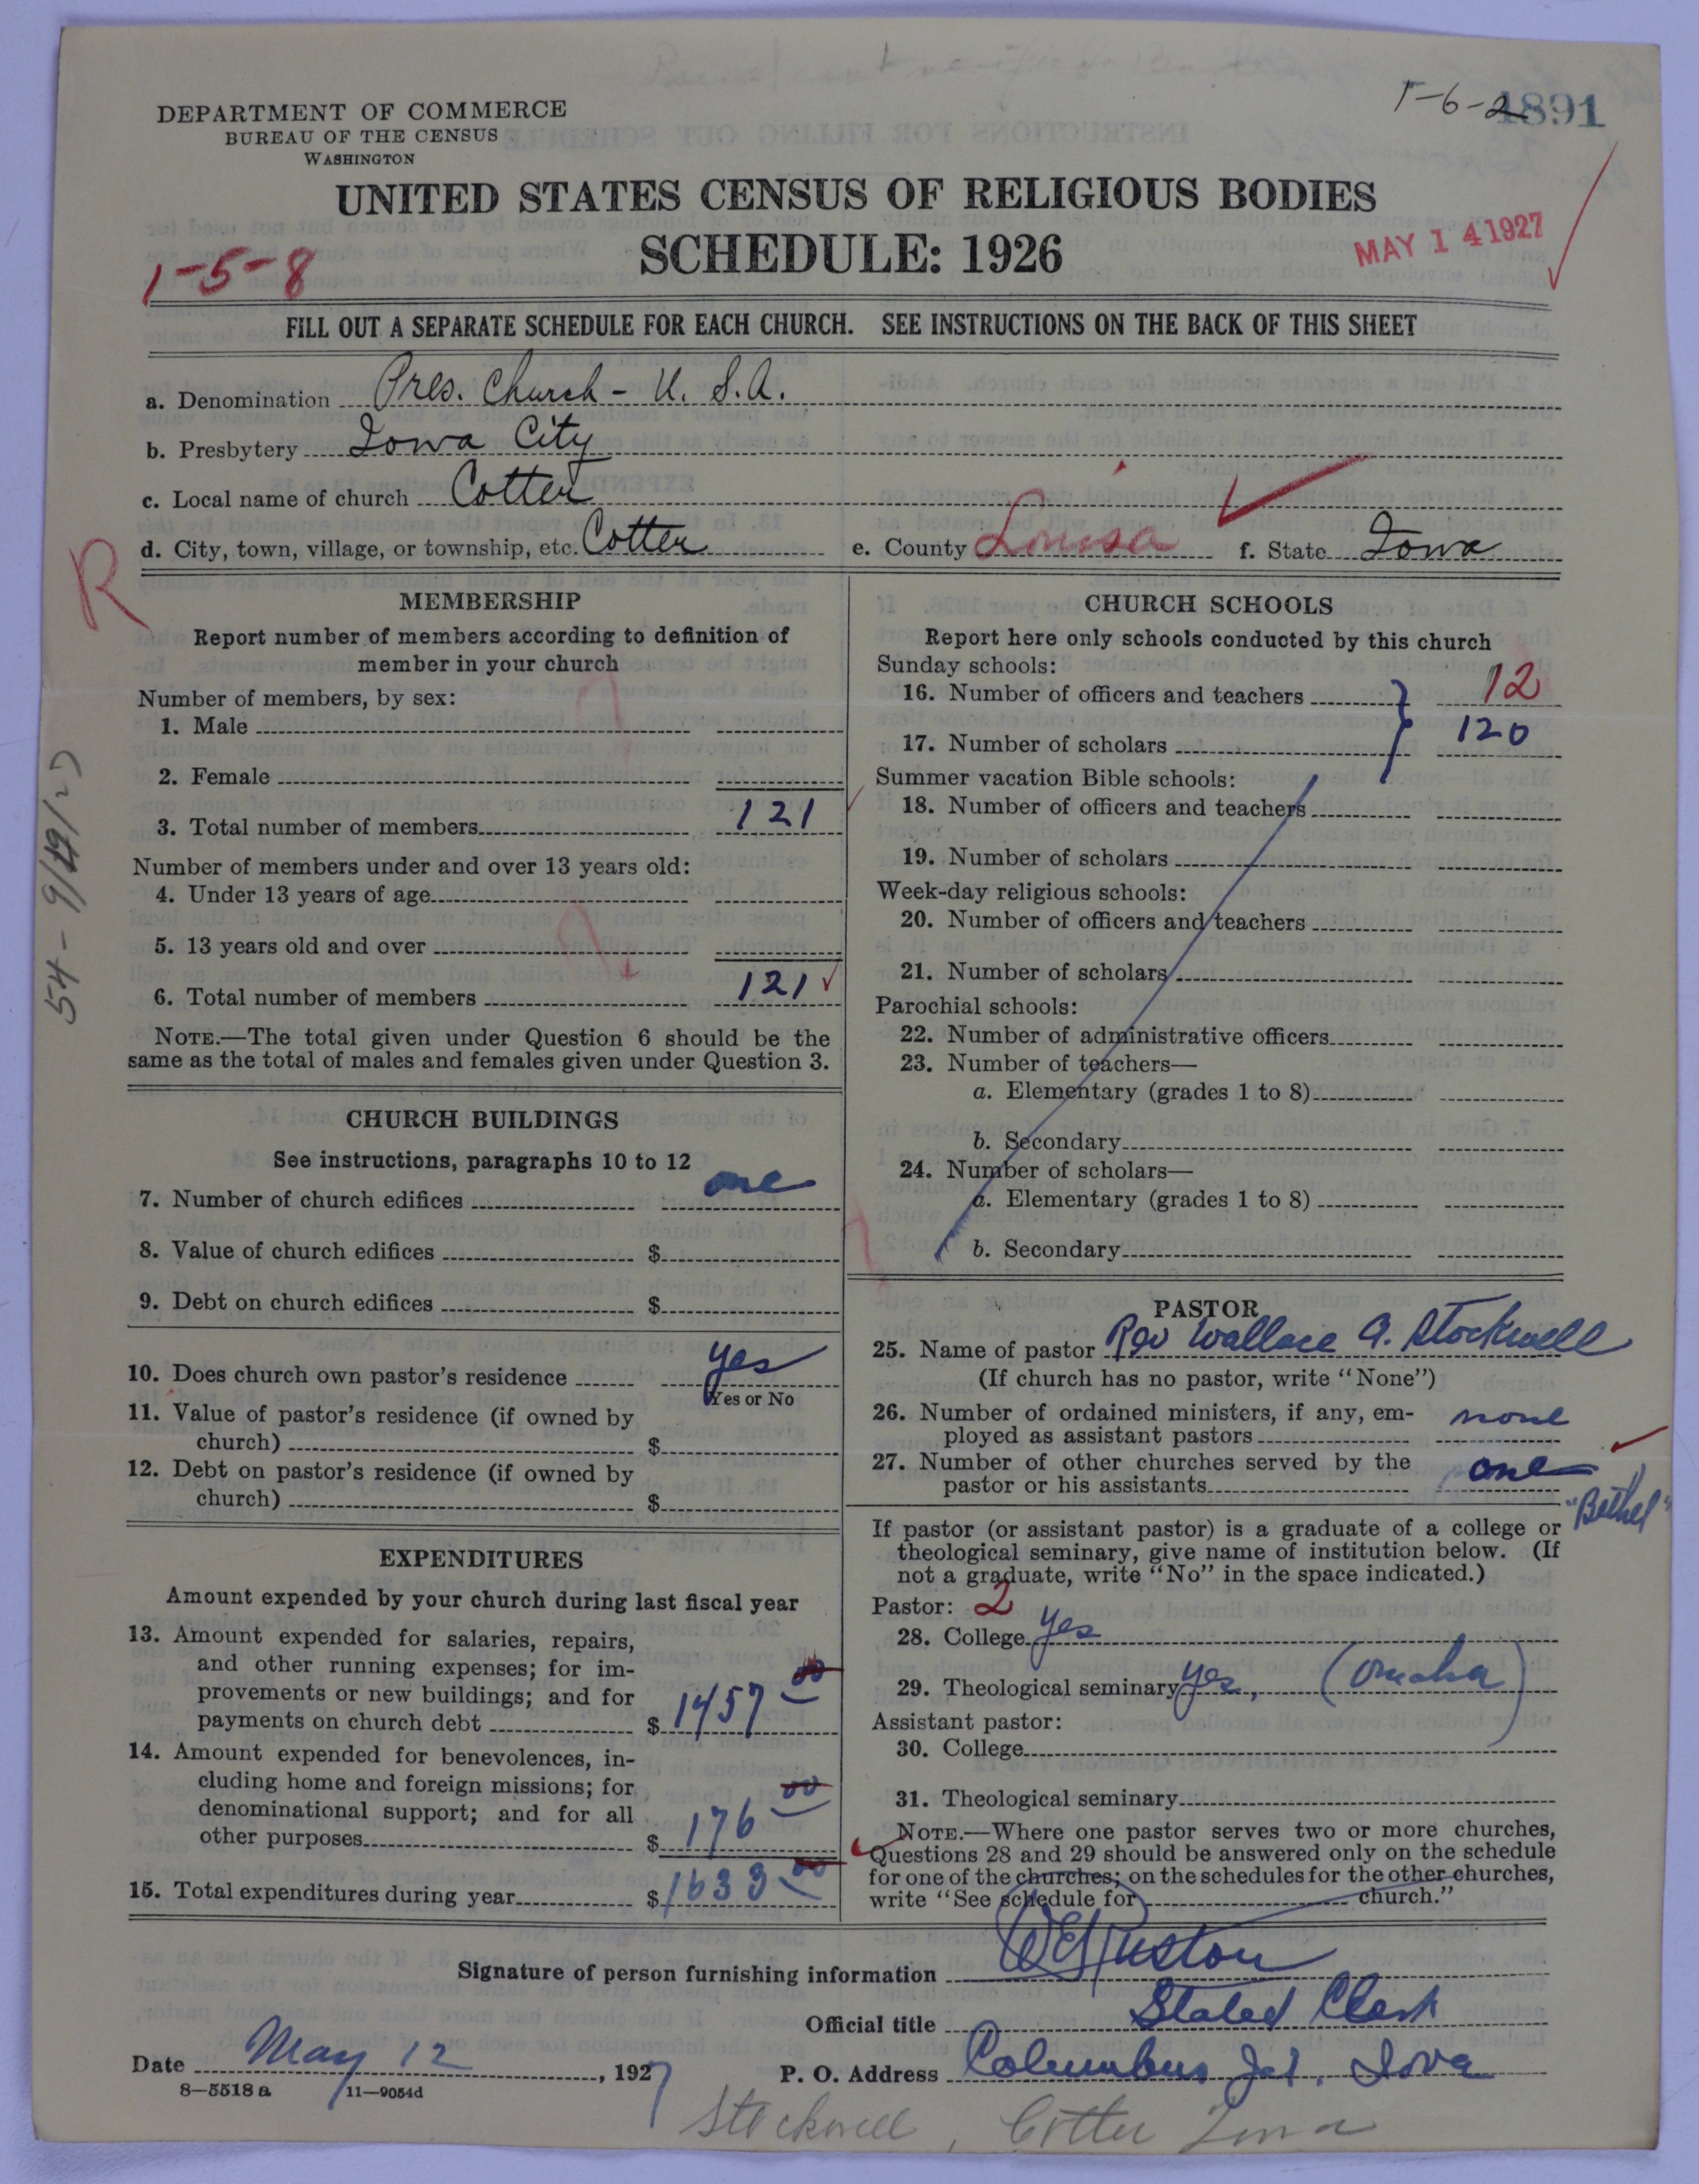 DEPARTMENT OF COMMERCE
BUREAU OF THE CENSUS
WASHINGTON
1-6-2
4891
UNITED STATES CENSUS OF RELIGIOUS BODIES
SCHEDULE: 1926
MAY 14 1927
1-5-8
FILL OUT A SEPARATE SCHEDULE FOR EACH CHURCH. SEE INSTRUCTIONS ON THE BACK OF THIS SHEET
a. Denomination Pres. Church - U. S. A.
b. Presbytery Iowa City
c. Local name of church Cotter
d. City, town, village, or township, etc. Cotter e. County Louisa f. State Iowa
R
MEMBERSHIP
Report number of members according to definition of
member in your church
Number of members, by sex:
1. Male
2. Female
3. Total number of members 121
Number of members under and over 13 years old:
4. Under 13 years of age
5. 13 years old and over
6. Total number of members 121
NOTE.—The total given under Question 6 should be the
same as the total of males and females given under Question 3.
CHURCH BUILDINGS
See instructions, paragraphs 10 to 12
7. Number of church edifices one
8. Value of church edifices $
9. Debt on church edifices $
10. Does church own pastor's residence yes
Yes or No
11. Value of pastor's residence (if owned by
church) $
12. Debt on pastor's residence (if owned by
church) $
EXPENDITURES
Amount expended by your church during last fiscal year
13. Amount expended for salaries, repairs,
and other running expenses; for im-
provements or new buildings; and for
payments on church debt $ 1457 00
14. Amount expended for benevolences, in-
cluding home and foreign missions; for
denominational support; and for all
other purposes $ 176 00
15. Total expenditures during year $ 1633 00
CHURCH SCHOOLS
Report here only schools conducted by this church
Sunday schools:
16. Number of officers and teachers 12
17. Number of scholars 120
Summer vacation Bible schools:
18. Number of officers and teachers
19. Number of scholars
Week-day religious schools:
20. Number of officers and teachers
21. Number of scholars
Parochial schools:
22. Number of administrative officers
23. Number of teachers—
a. Elementary (grades 1 to 8)
b. Secondary
24. Number of scholars—
a. Elementary (grades 1 to 8)
b. Secondary
PASTOR
25. Name of pastor Rev Wallace A. Stockwell
(If church has no pastor, write "None")
26. Number of ordained ministers, if any, em-
ployed as assistant pastors none
27. Number of other churches served by the
pastor or his assistants one
"Bethel"
If pastor (or assistant pastor) is a graduate of a college or
theological seminary, give name of institution below. (If
not a graduate, write "No" in the space indicated.)
Pastor: 2
28. College yes
29. Theological seminary yes, (Omaha)
Assistant pastor:
30. College
31. Theological seminary
NOTE.—Where one pastor serves two or more churches,
Questions 28 and 29 should be answered only on the schedule
for one of the churches; on the schedules for the other churches,
write "See schedule for church."
Signature of person furnishing information
Official title Stated Clerk
Date May 12, 1927 P. O. Address Columbus Jct. Iowa
8—5518 a 11—9054d
Stockwell, Cotter Iowa